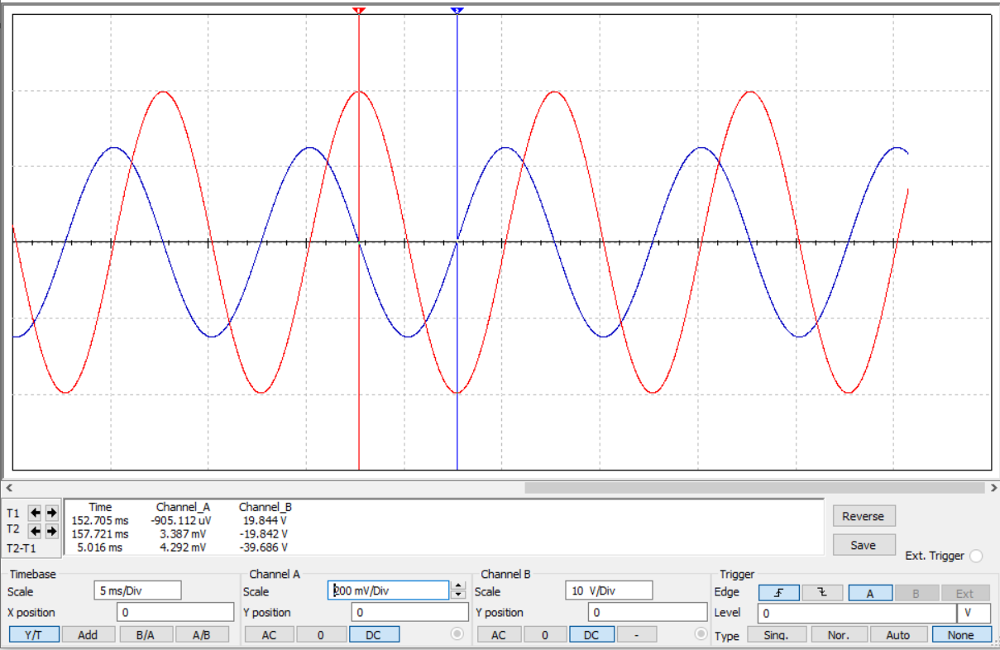 1 2
Time Channel_A Channel_B
T1 152.705 ms -905.112 uV 19.844 V Reverse
T2 157.721 ms 3.387 mV -19.842 V
T2-T1 5.016 ms 4.292 mV -39.686 V Save
Ext. Trigger
Timebase Channel A Channel B Trigger
Scale 5 ms/Div Scale 200 mV/Div Scale 10 V/Div Edge A B Ext
X position 0 Y position 0 Y position 0 Level 0 V
Y/T Add B/A A/B AC 0 DC AC 0 DC - Type Sing. Nor. Auto None